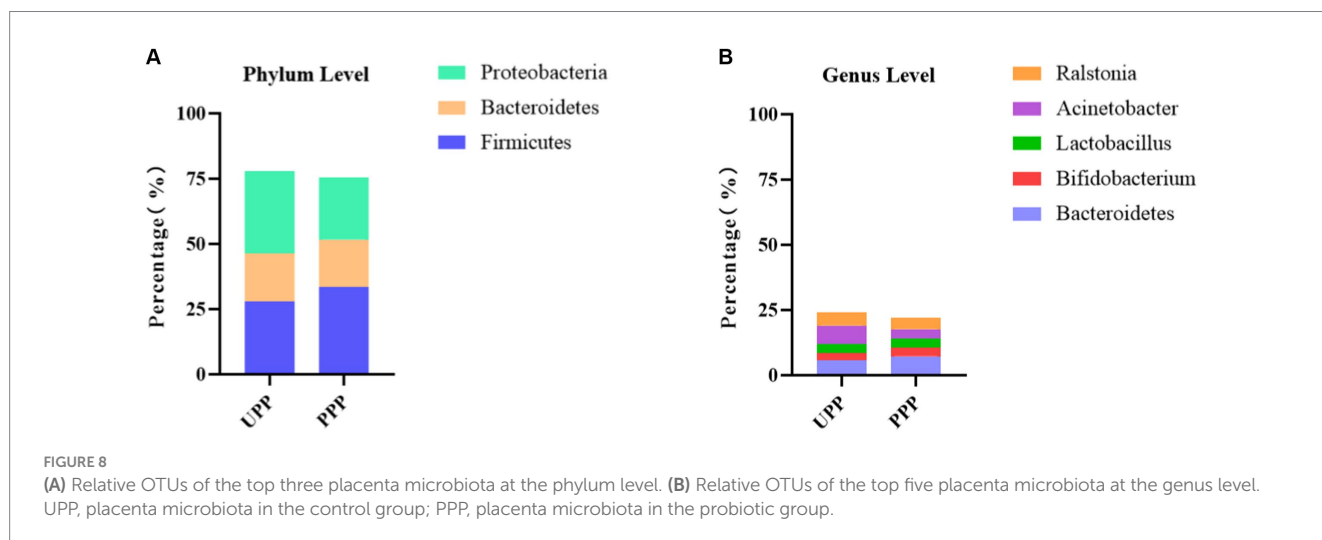 A
Phylum Level
Proteobacteria
Bacteroidetes
Firmicutes
Percentage( %)
100
75
50
25
0
UPP
PPP
B
Genus Level
Ralstonia
Acinetobacter
Lactobacillus
Bifidobacterium
Bacteroidetes
Percentage( %)
100
75
50
25
0
UPP
PPP
FIGURE 8
(A) Relative OTUs of the top three placenta microbiota at the phylum level. (B) Relative OTUs of the top five placenta microbiota at the genus level.
UPP, placenta microbiota in the control group; PPP, placenta microbiota in the probiotic group.